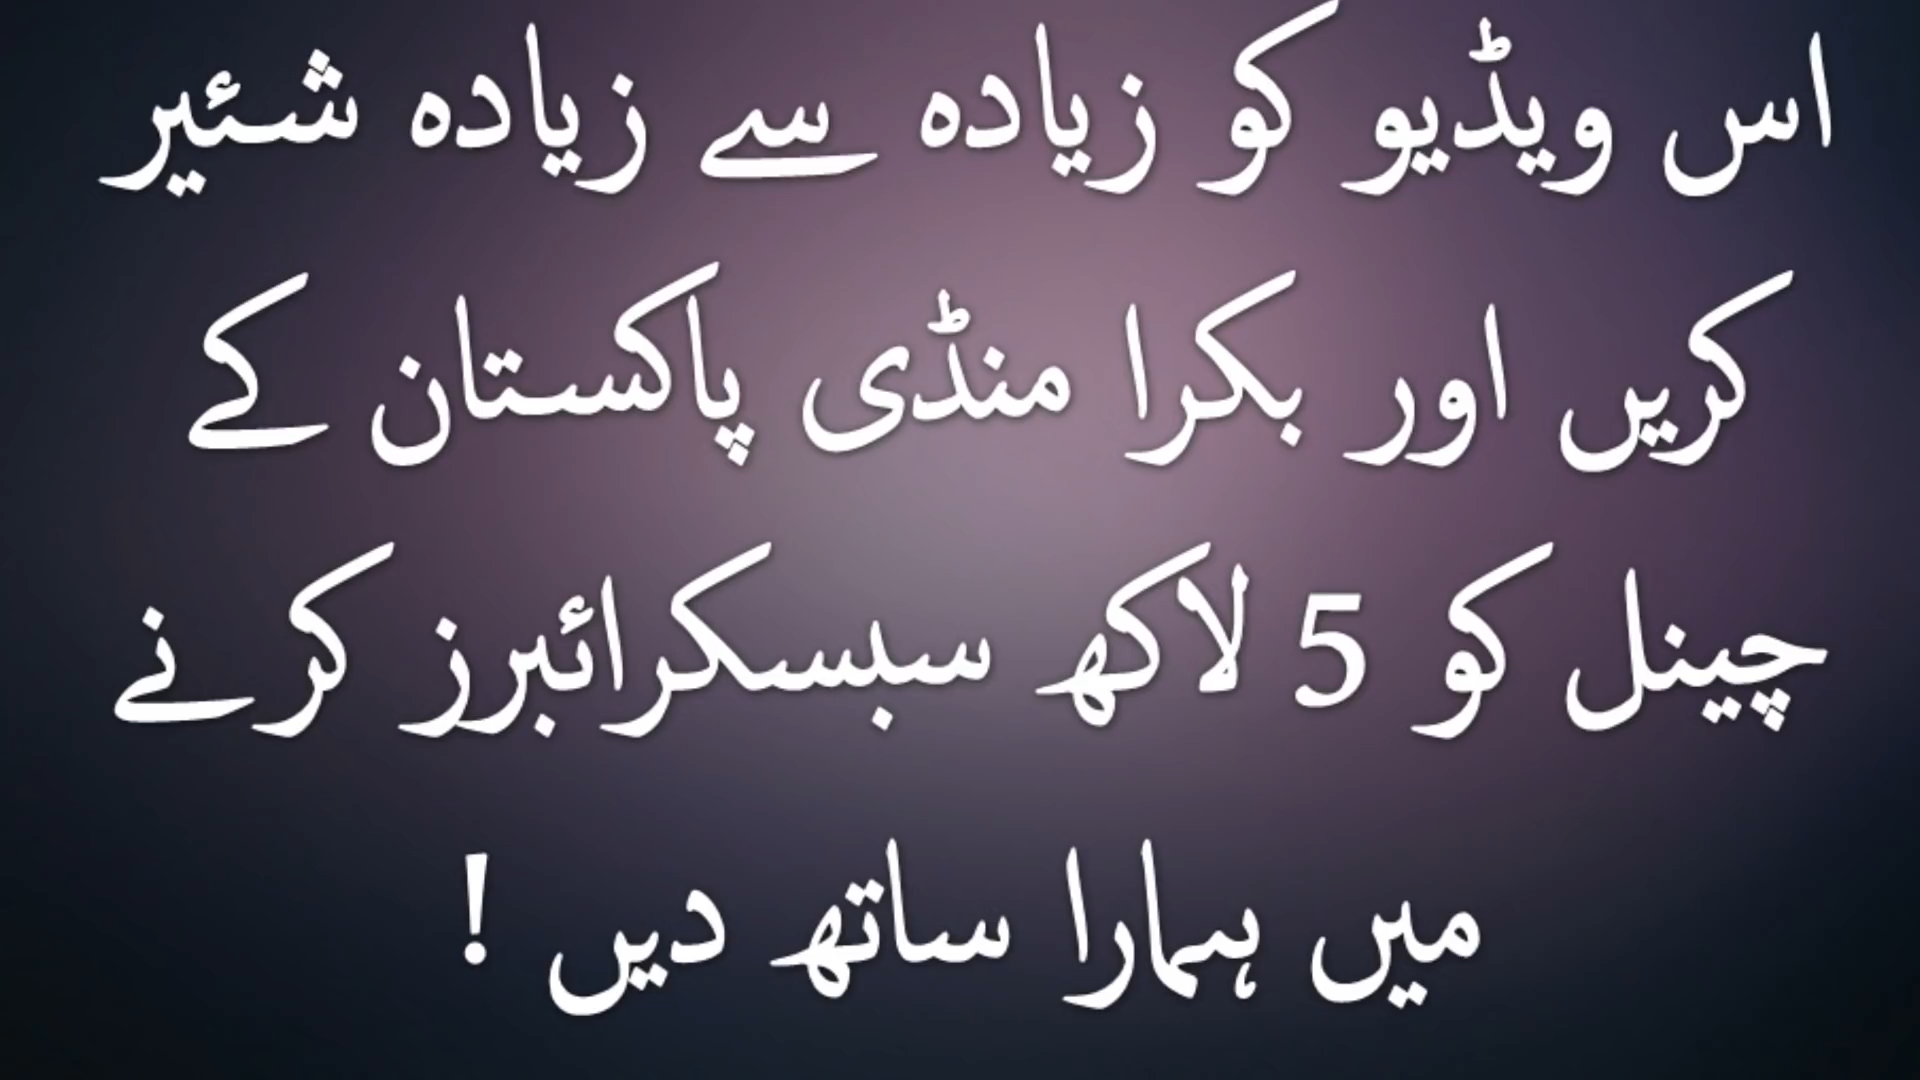 اس ویڈیو کو زیادہ سے زیادہ شئیر
کریں اور بکرا منڈی پاکستان کے
چینل کو 5 لاکھ سبسکرائبرز کرنے
میں ہمارا ساتھ دیں !